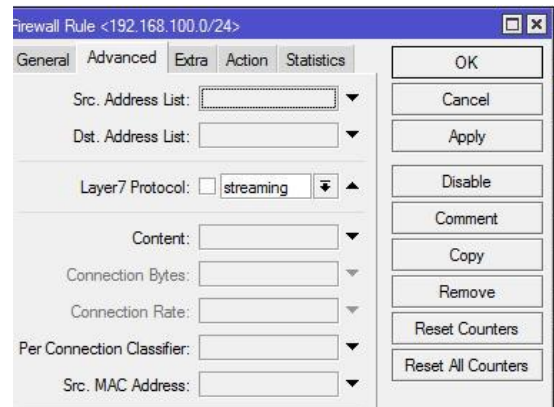 Firewall Rule <192.168.100.0/24>
General Advanced Extra Action Statistics
Src. Address List:
Dst. Address List:
Layer7 Protocol: streaming
Content:
Connection Bytes:
Connection Rate:
Per Connection Classifier:
Src. MAC Address:
OK
Cancel
Apply
Disable
Comment
Copy
Remove
Reset Counters
Reset All Counters